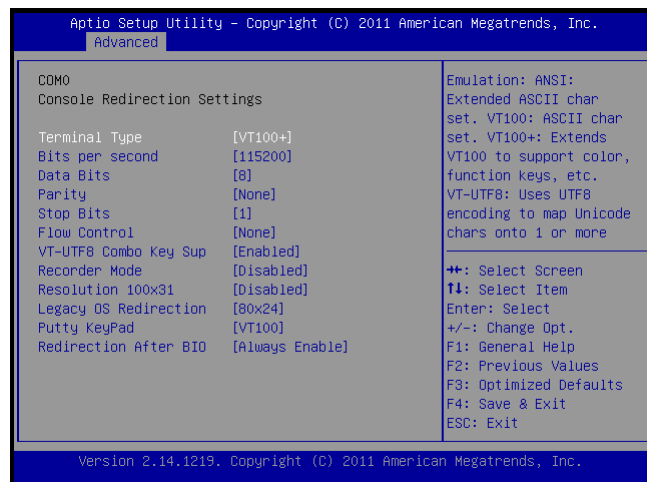 Aptio Setup Utility – Copyright (C) 2011 American Megatrends, Inc.
Advanced
COM0
Console Redirection Settings
Terminal Type [VT100+]
Bits per second [115200]
Data Bits [8]
Parity [None]
Stop Bits [1]
Flow Control [None]
VT-UTF8 Combo Key Sup [Enabled]
Recorder Mode [Disabled]
Resolution 100x31 [Disabled]
Legacy OS Redirection [80x24]
Putty KeyPad [VT100]
Redirection After BIO [Always Enable]
Emulation: ANSI:
Extended ASCII char
set. VT100: ASCII char
set. VT100+: Extends
VT100 to support color,
function keys, etc.
VT-UTF8: Uses UTF8
encoding to map Unicode
chars onto 1 or more
→←: Select Screen
↑↓: Select Item
Enter: Select
+/-: Change Opt.
F1: General Help
F2: Previous Values
F3: Optimized Defaults
F4: Save & Exit
ESC: Exit
Version 2.14.1219. Copyright (C) 2011 American Megatrends, Inc.